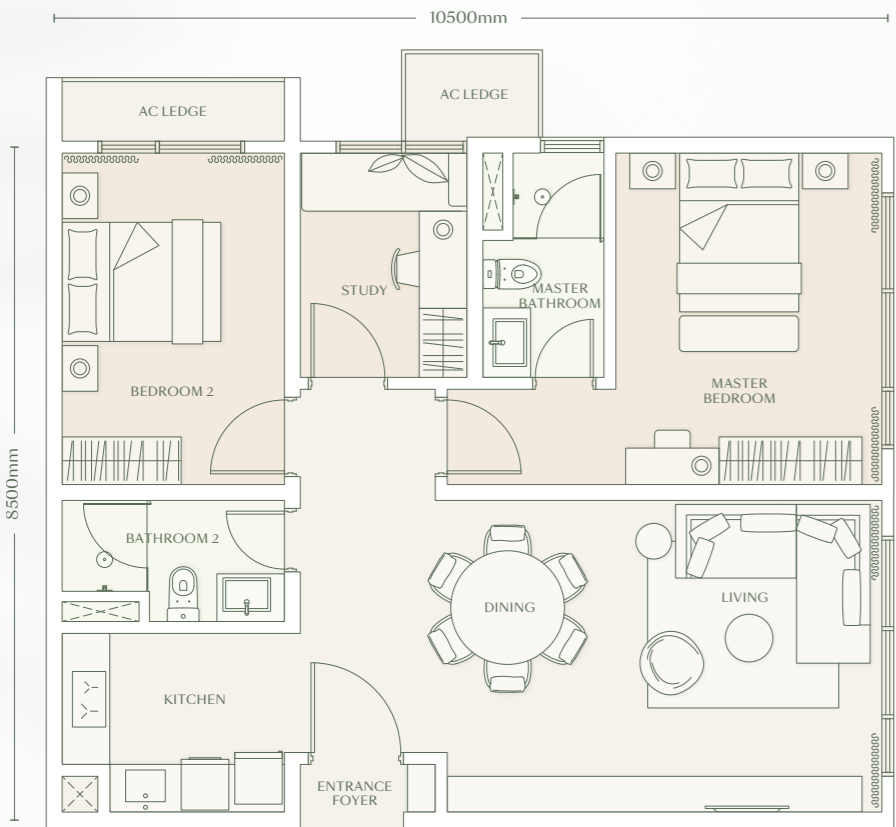 10500mm
AC LEDGE
AC LEDGE
8500mm
STUDY
MASTER
BATHROOM
BEDROOM 2
MASTER
BEDROOM
BATHROOM 2
DINING
LIVING
KITCHEN
ENTRANCE
FOYER